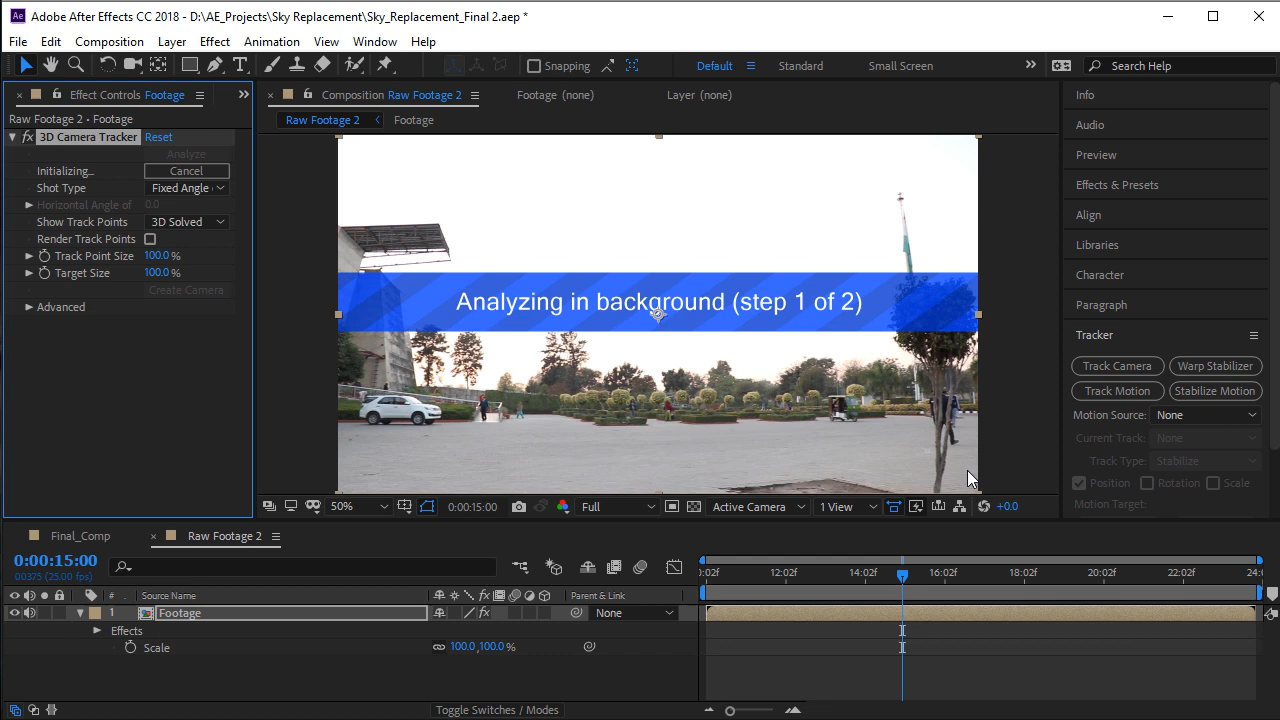 Ae Adobe After Effects CC 2018 - D:\AE_Projects\Sky Replacement\Sky_Replacement_Final 2.aep *
File Edit Composition Layer Effect Animation View Window Help
Snapping Default Standard Small Screen Search Help
Effect Controls Footage
Raw Footage 2 • Footage
fx 3D Camera Tracker Reset
Analyze
Initializing... Cancel
Shot Type Fixed Angle
Horizontal Angle of 0.0
Show Track Points 3D Solved
Render Track Points
Track Point Size 100.0 %
Target Size 100.0 %
Create Camera
Advanced
Composition Raw Footage 2 Footage (none) Layer (none)
Raw Footage 2 Footage
Analyzing in background (step 1 of 2)
50% 0:00:15:00 Full Active Camera 1 View +0.0
Info
Audio
Preview
Effects & Presets
Align
Libraries
Character
Paragraph
Tracker
Track Camera Warp Stabilizer
Track Motion Stabilize Motion
Motion Source: None
Current Track: None
Track Type: Stabilize
Position Rotation Scale
Motion Target:
Final_Comp Raw Footage 2
0:00:15:00
00375 (25.00 fps)
# Source Name fx Parent & Link
1 Footage fx None
Effects
Scale 100.0,100.0 %
:02f 12:02f 14:02f 16:02f 18:02f 20:02f 22:02f 24:0
Toggle Switches / Modes